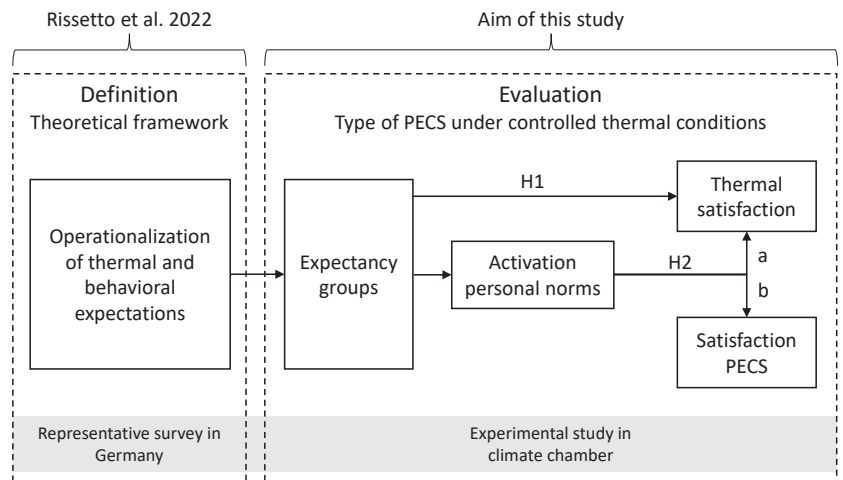 Rissetto et al. 2022
Aim of this study
Definition
Theoretical framework
Evaluation
Type of PECS under controlled thermal conditions
Operationalization
of thermal and
behavioral
expectations
Expectancy
groups
H1
Thermal
satisfaction
Activation
personal norms
H2
a
b
Satisfaction
PECS
Representative survey in
Germany
Experimental study in
climate chamber